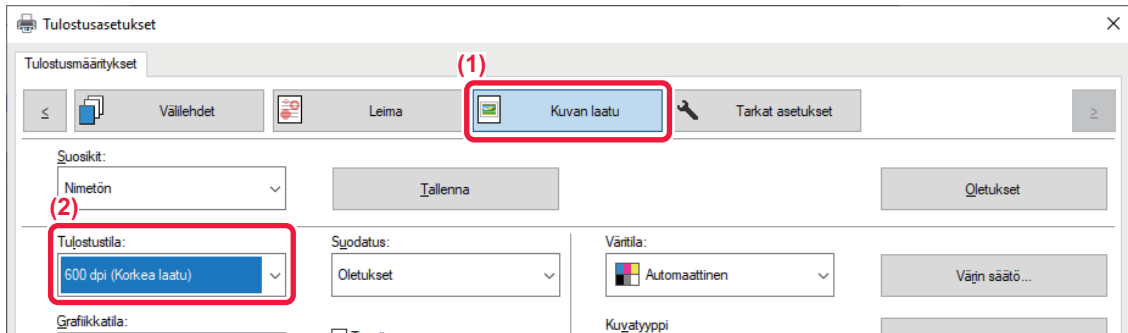 Tulostusasetukset
Tulostusmääritykset
(1)
< Välilehdet Leima Kuvan laatu Tarkat asetukset >
Suosikit:
Nimetön Tallenna Oletukset
(2)
Tulostustila: Suodatus: Väritila:
600 dpi (Korkea laatu) Oletukset Automaattinen Värin säätö...
Grafiikkatila: Kuvatyyppi